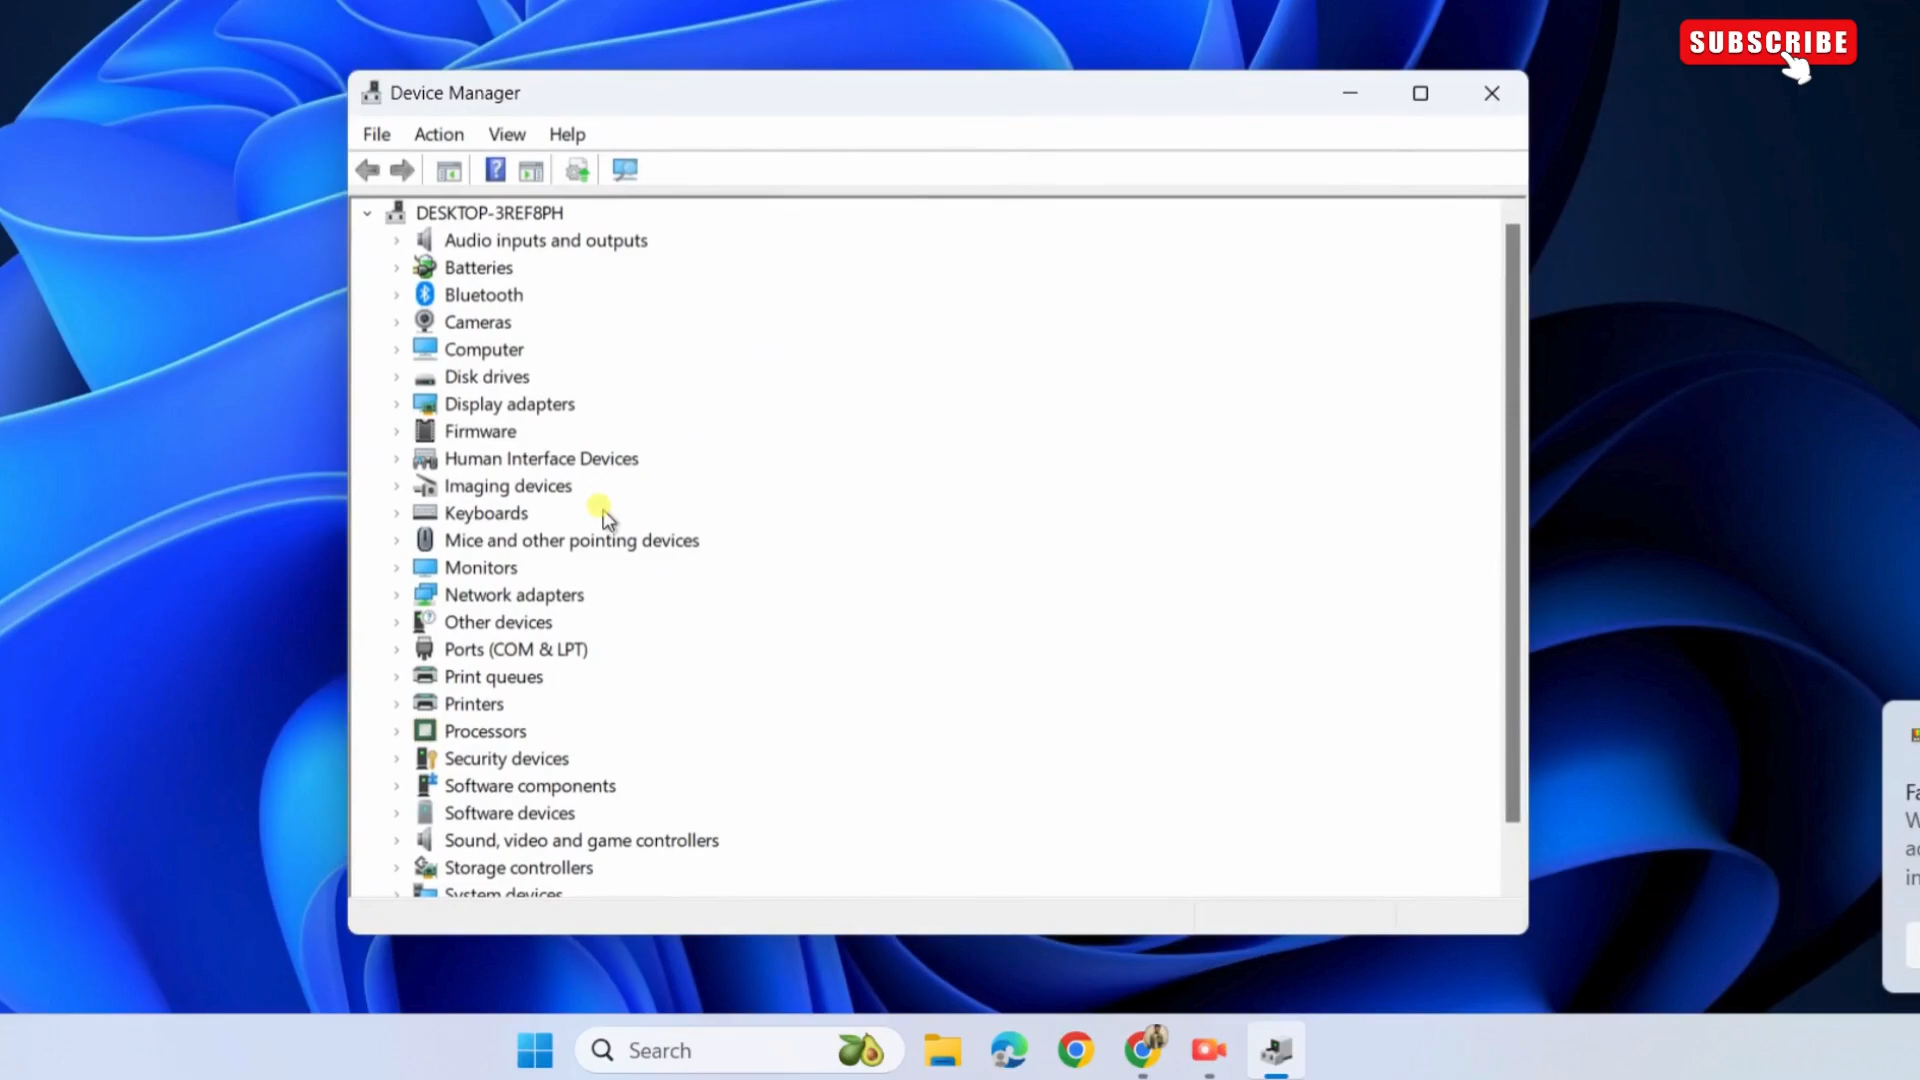 SUBSCRIBE
Device Manager
File Action View Help
DESKTOP-3REF8PH
Audio inputs and outputs
Batteries
Bluetooth
Cameras
Computer
Disk drives
Display adapters
Firmware
Human Interface Devices
Imaging devices
Keyboards
Mice and other pointing devices
Monitors
Network adapters
Other devices
Ports (COM & LPT)
Print queues
Printers
Processors
Security devices
Software components
Software devices
Sound, video and game controllers
Storage controllers
System devices
Search